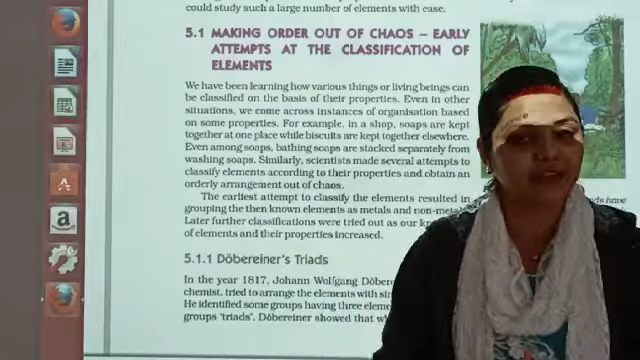 could study such a large number of elements with ease.
5.1 MAKING ORDER OUT OF CHAOS – EARLY
ATTEMPTS AT THE CLASSIFICATION OF
ELEMENTS
We have been learning how various things or living beings can
be classified on the basis of their properties. Even in other
situations, we come across instances of organisation based
on some properties. For example, in a shop, soaps are kept
together at one place while biscuits are kept together elsewhere.
Even among soaps, bathing soaps are stacked separately from
washing soaps. Similarly, scientists made several attempts to
classify elements according to their properties and obtain an
orderly arrangement out of chaos.
The earliest attempt to classify the elements resulted in
grouping the then known elements as metals and non-metal
Later further classifications were tried out as our
of elements and their properties increased.
5.1.1 Döbereiner's Triads
In the year 1817, Johann Wolfgang Döber
chemist, tried to arrange the elements with
He identified some groups having three eleme
groups 'triads'. Döbereiner showed that
have
a